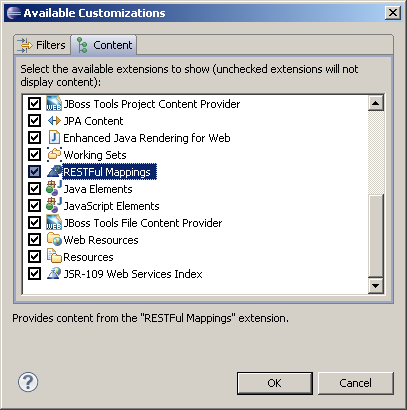 Available Customizations
Filters
Content
Select the available extensions to show (unchecked extensions will not
display content):
JBoss Tools Project Content Provider
JPA Content
Enhanced Java Rendering for Web
Working Sets
RESTFul Mappings
Java Elements
JavaScript Elements
JBoss Tools File Content Provider
Web Resources
Resources
JSR-109 Web Services Index
Provides content from the "RESTFul Mappings" extension.
?
OK
Cancel